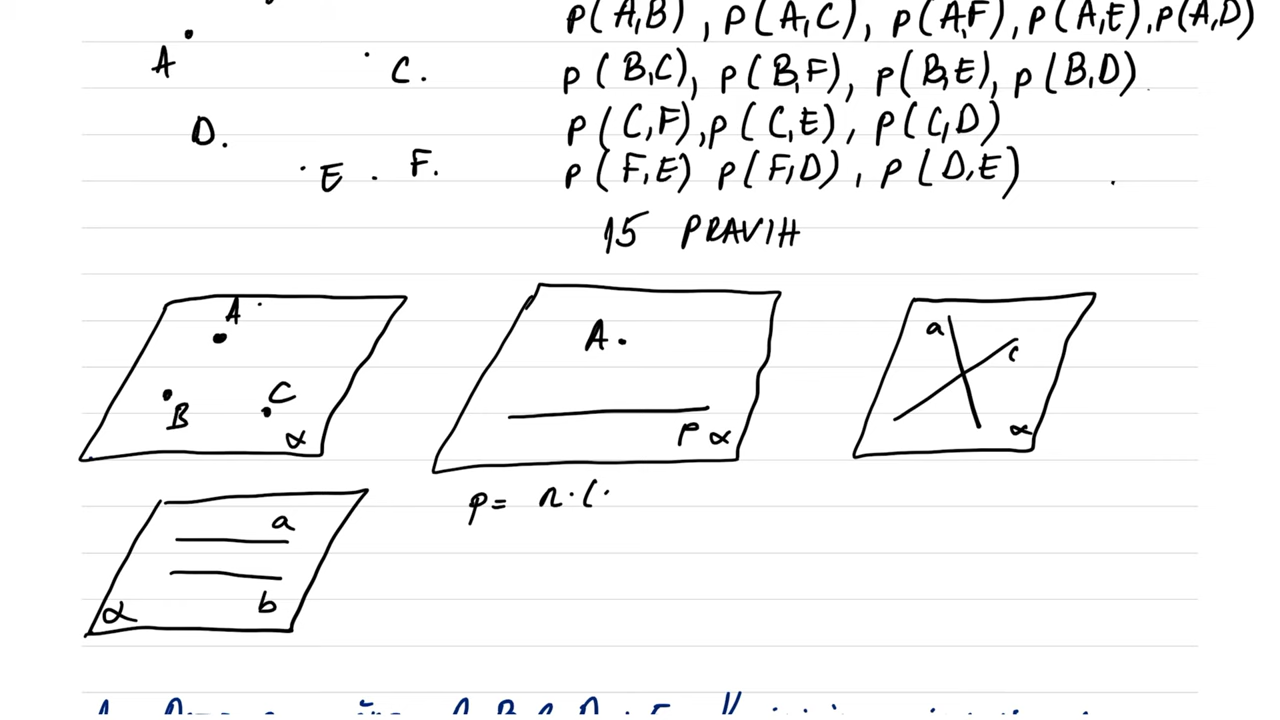 p(A,B), p(A,C), p(A,F), p(A,E), p(A,D)
A
C.
p(B,C), p(B,F), p(B,E), p(B,D)
D.
p(C,F), p(C,E), p(C,D)
E
F.
p(F,E) p(F,D), p(D,E)
15 PRAVIH
A
B
C
α
A.
p α
a
c
α
a
b
α
p= n.(.